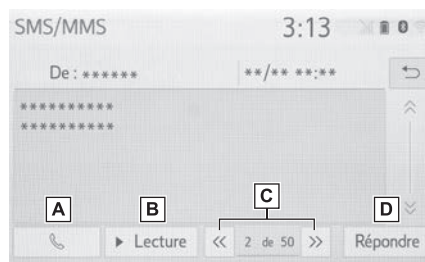 SMS/MMS 3:13
De : ****** **/** **:**
**********
**********
A B C D
Lecture << 2 de 50 >> Répondre